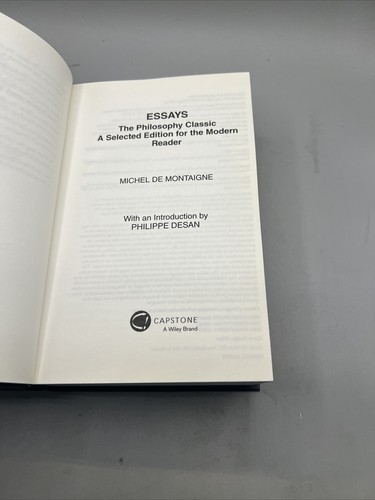 ESSAYS
The Philosophy Classic
A Selected Edition for the Modern
Reader
MICHEL DE MONTAIGNE
With an Introduction by
PHILIPPE DESAN
CAPSTONE
A Wiley Brand